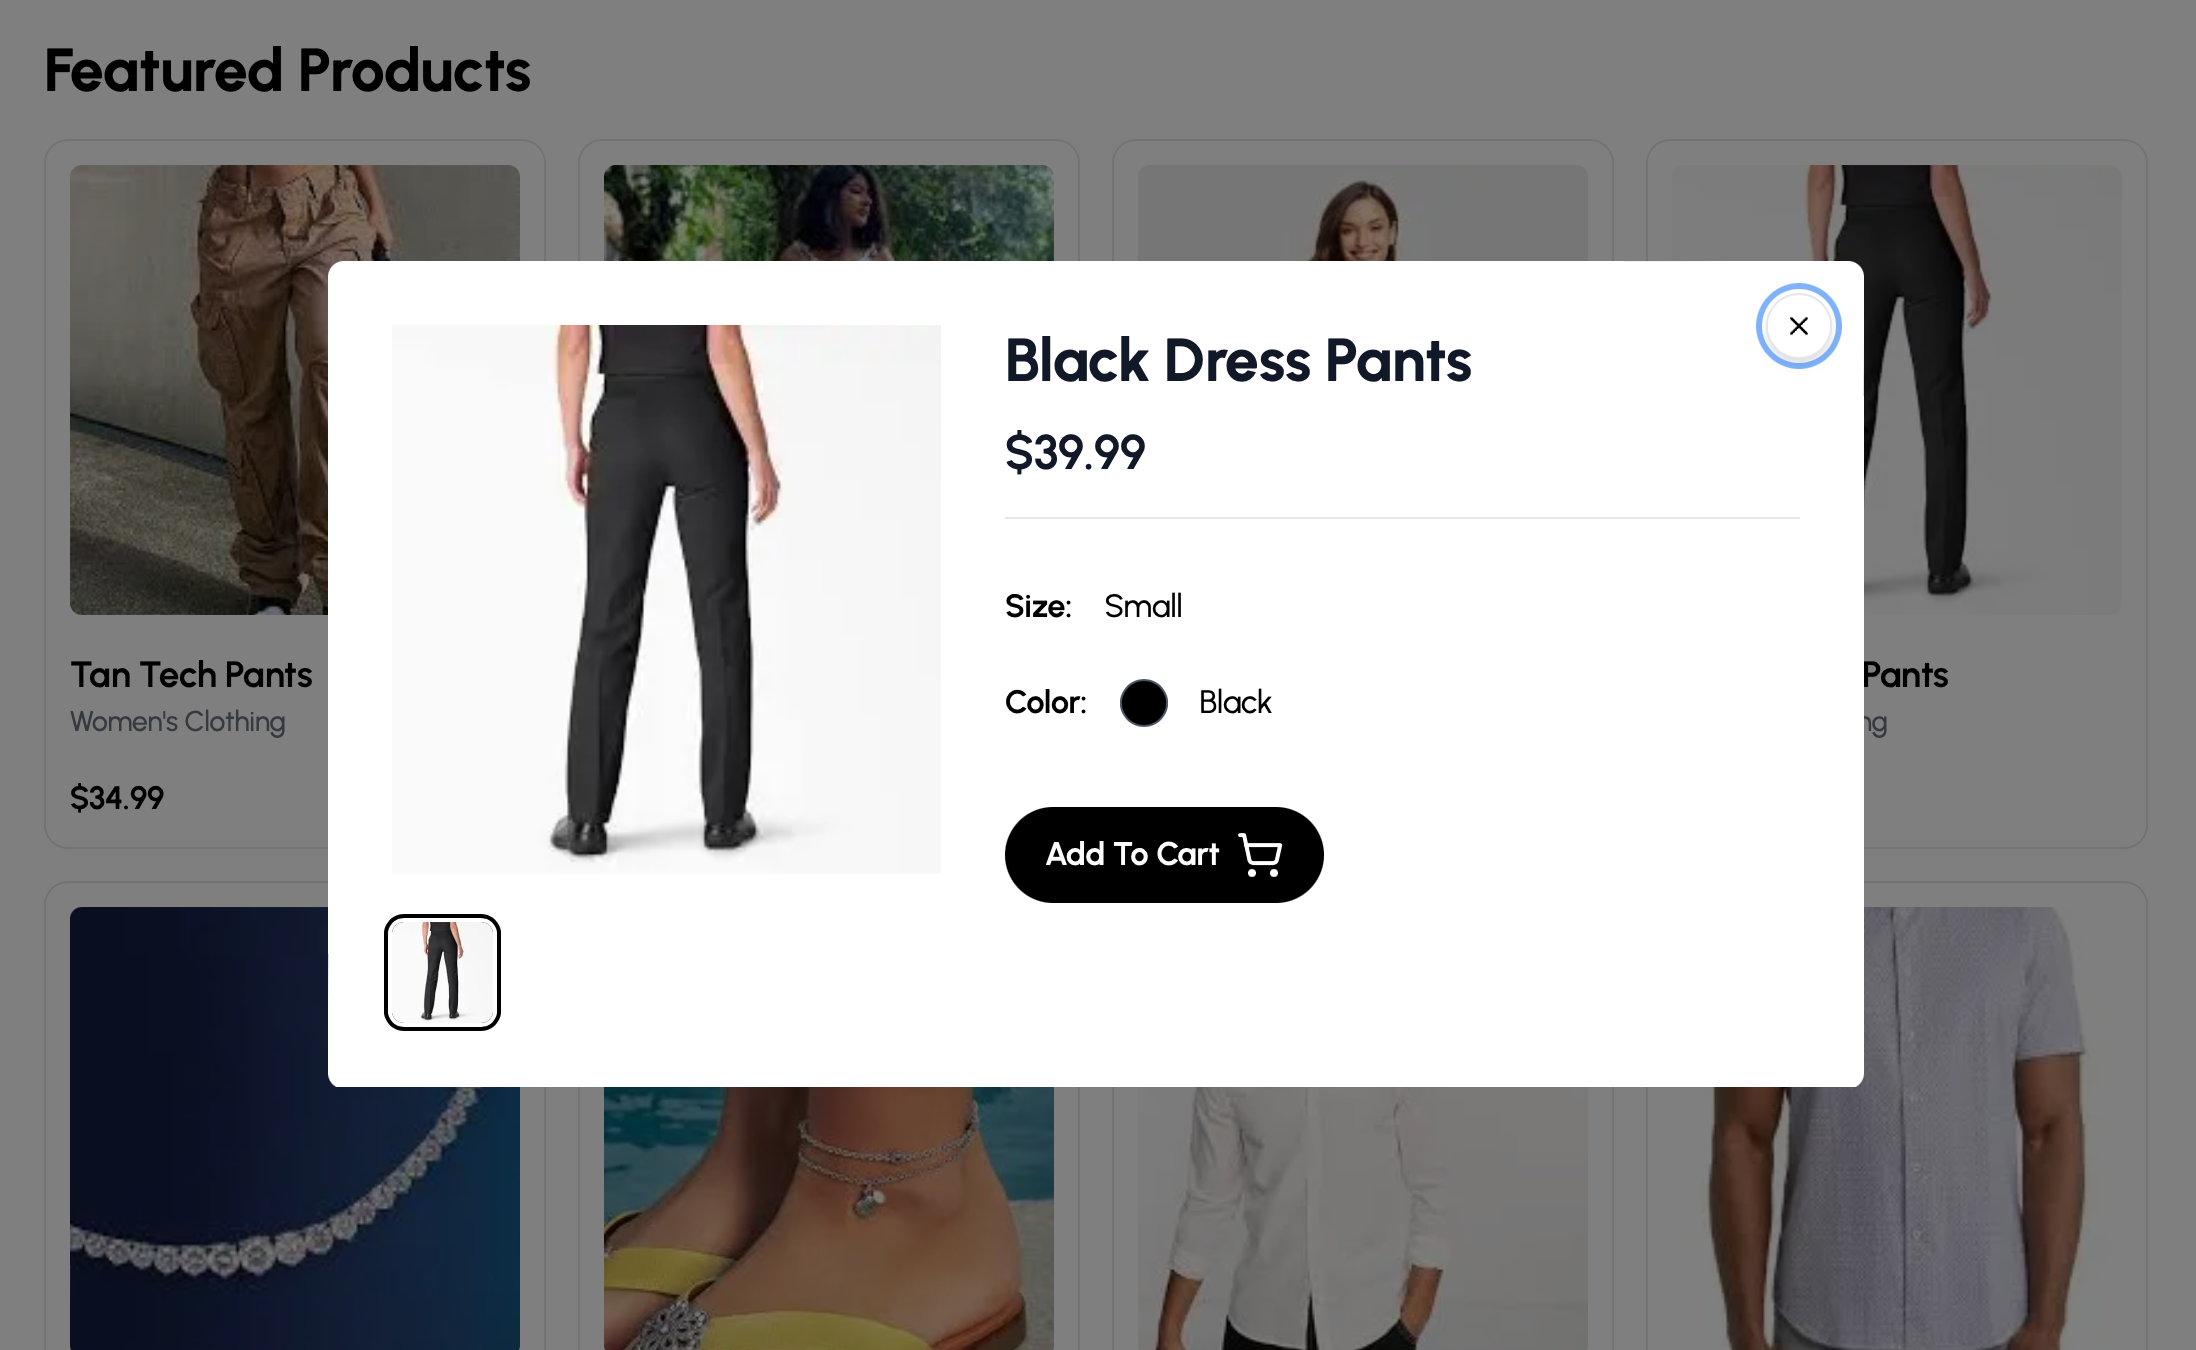 Featured Products
Black Dress Pants
$39.99
Size: Small
Color: Black
Add To Cart
Tan Tech Pants
Women's Clothing
$34.99
Pants
ng